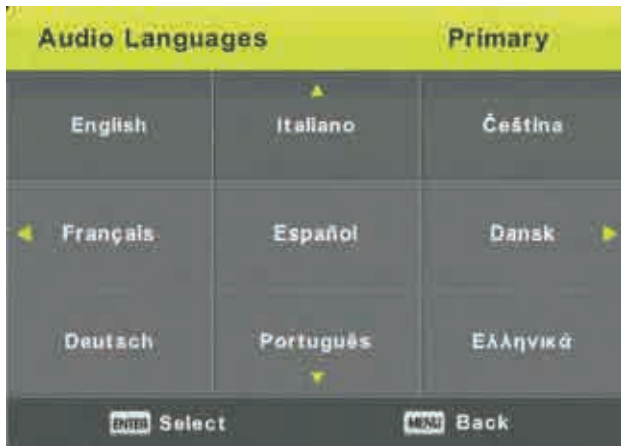 Audio Languages Primary
English Italiano Čeština
Français Español Dansk
Deutsch Português Ελληνικά
ENTER Select MENU Back